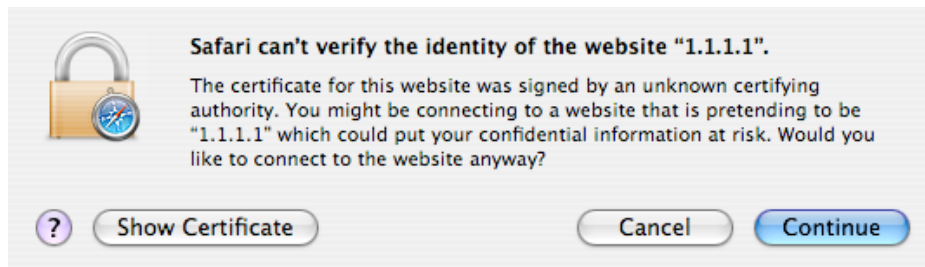 Safari can't verify the identity of the website “1.1.1.1”.
The certificate for this website was signed by an unknown certifying
authority. You might be connecting to a website that is pretending to be
“1.1.1.1” which could put your confidential information at risk. Would you
like to connect to the website anyway?
? Show Certificate Cancel Continue